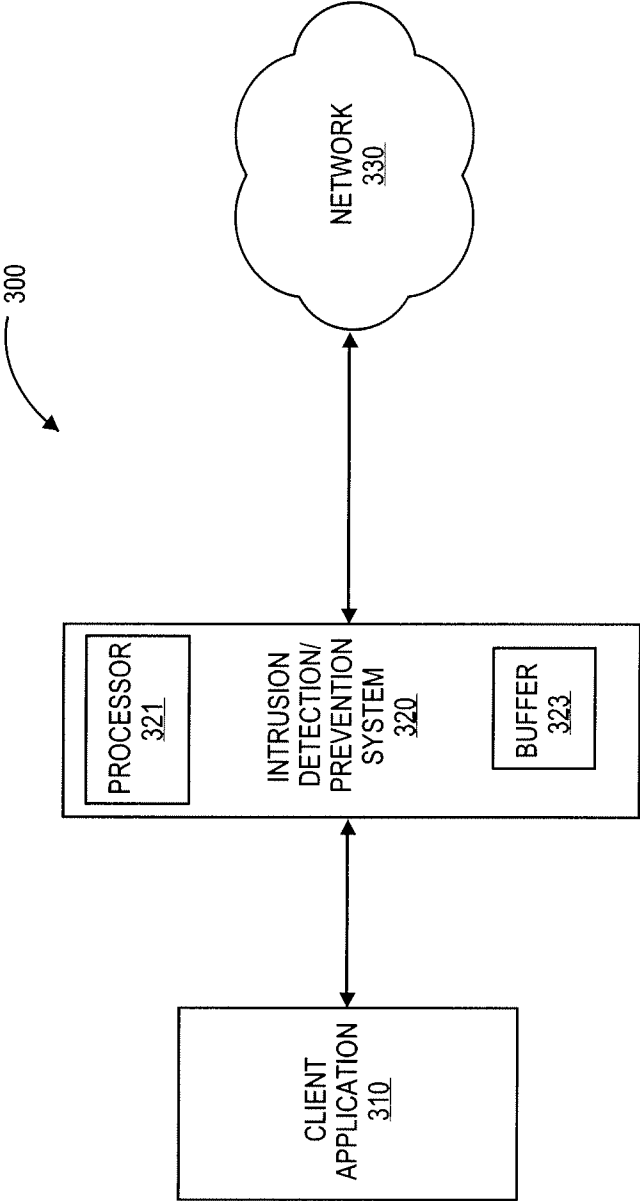 300
CLIENT
APPLICATION
310
PROCESSOR
321
INTRUSION
DETECTION/
PREVENTION
SYSTEM
320
BUFFER
323
NETWORK
330